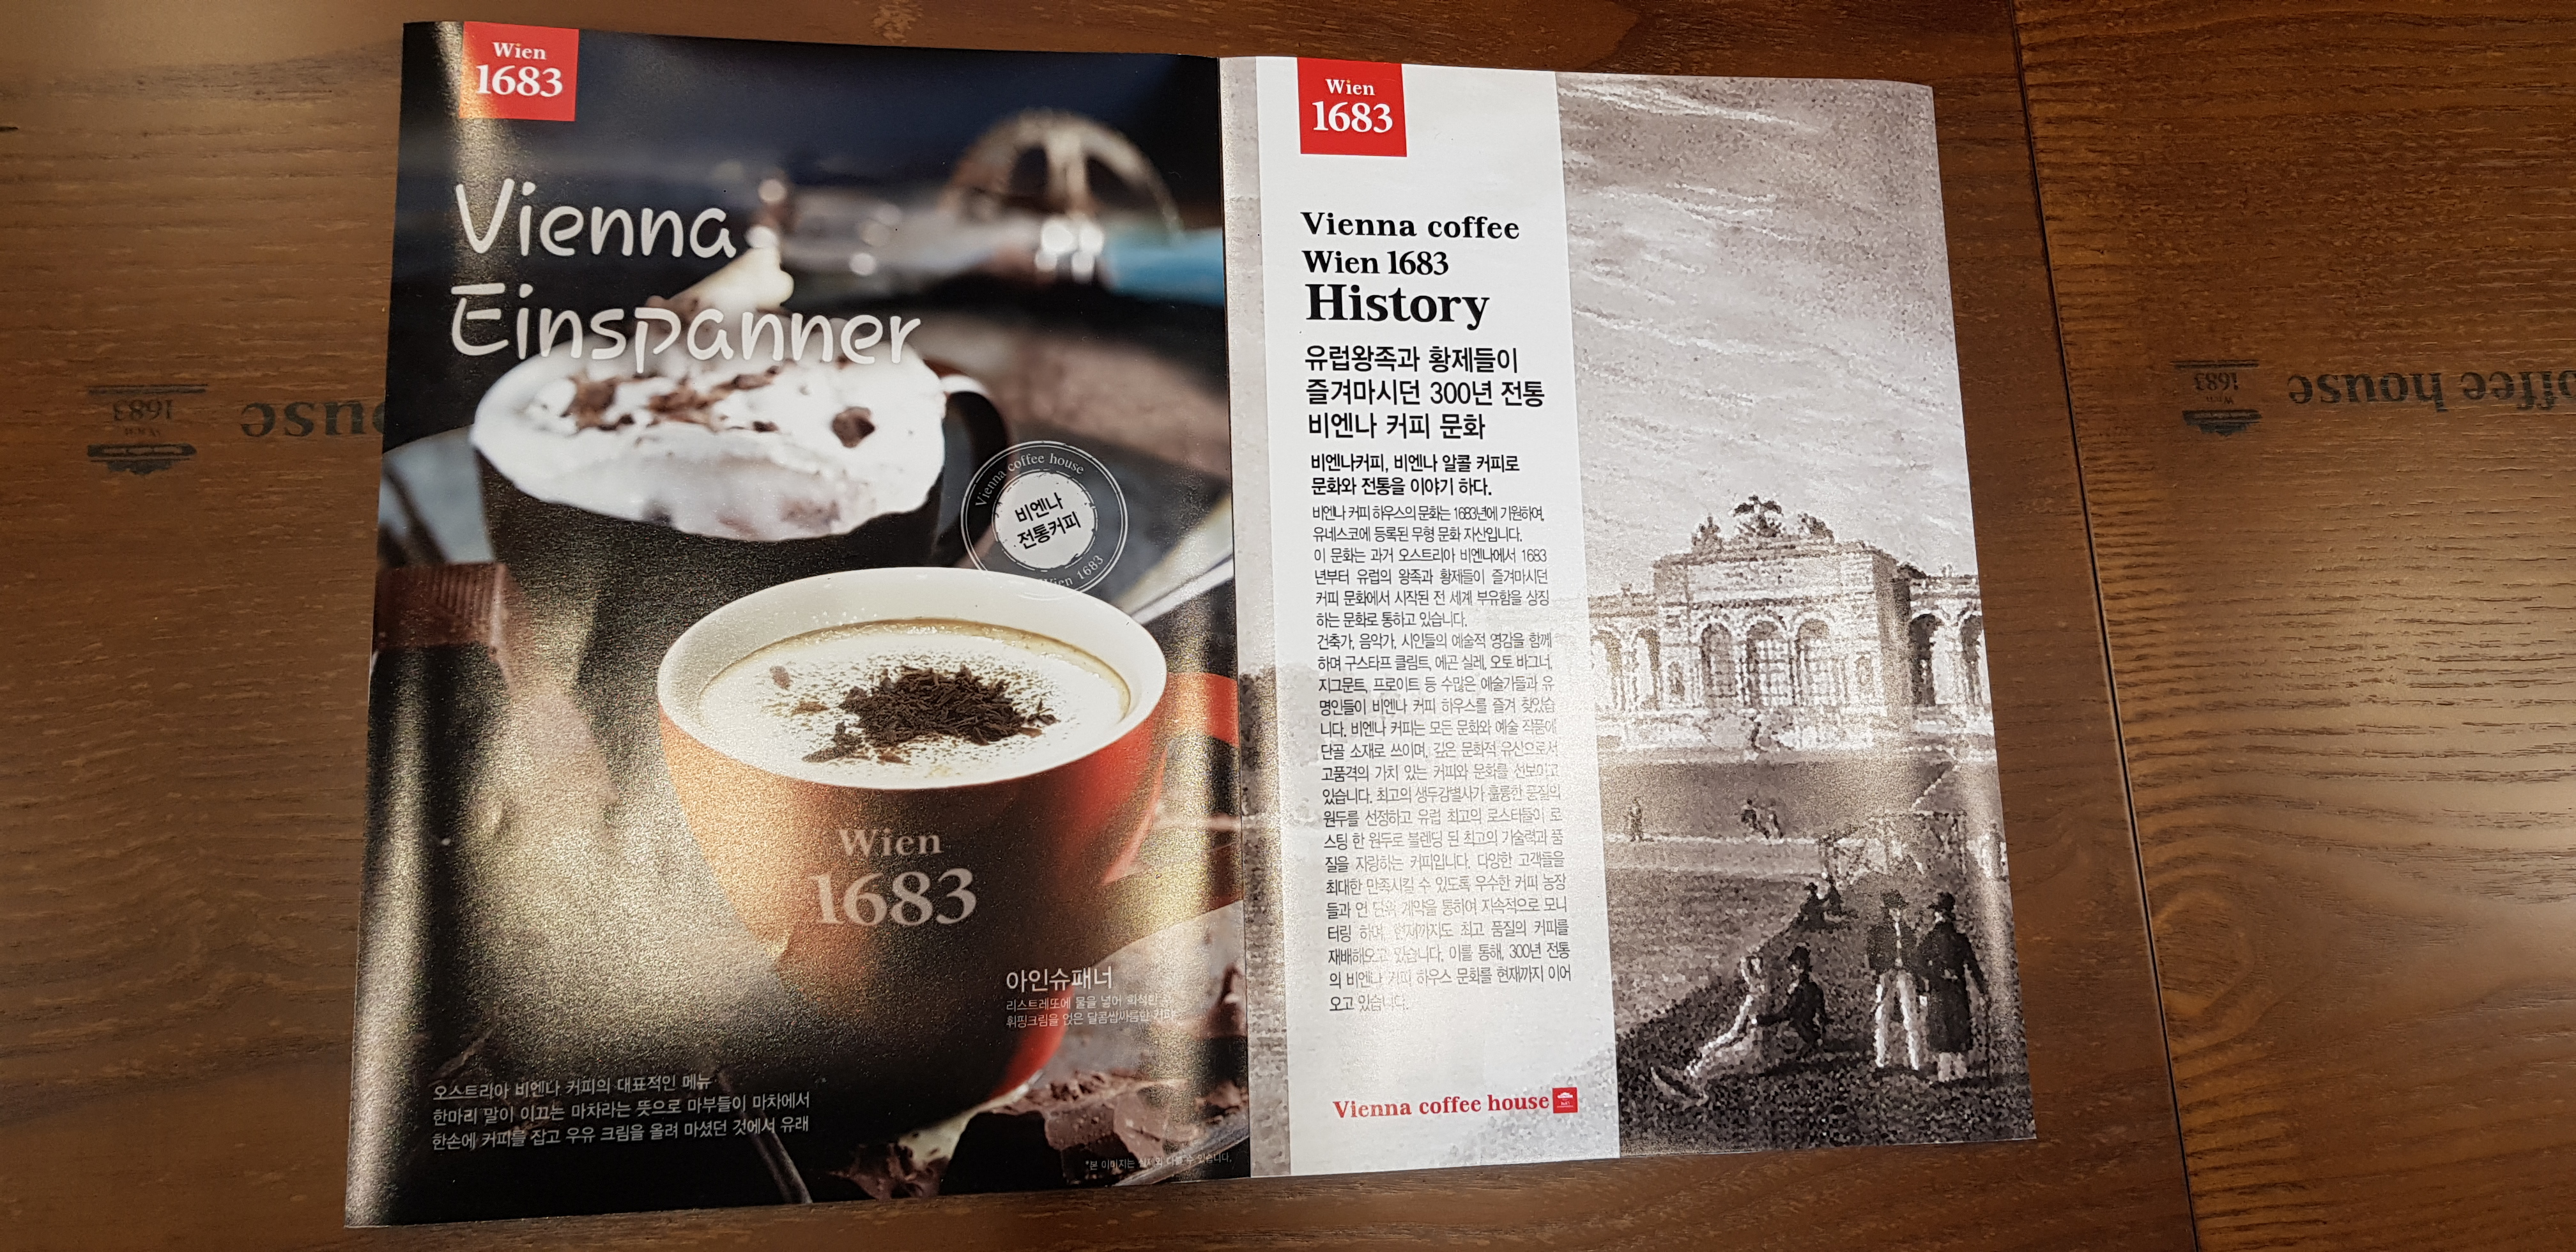 Wien
1683
Vienna
Einspanner
Vienna coffee house
비엔나
전통커피
Wien 1683
Wien
1683
아인슈패너
리스트레또에 물을 넣어 희석한 후
휘핑크림을 얹은 달콤쌉싸름한 커피
오스트리아 비엔나 커피의 대표적인 메뉴
한마리 말이 이끄는 마차라는 뜻으로 마부들이 마차에서
한손에 커피를 잡고 우유 크림을 올려 마셨던 것에서 유래
*본 이미지는 실제와 다를 수 있습니다.
Wien
1683
Vienna coffee
Wien 1683
History
유럽왕족과 황제들이
즐겨마시던 300년 전통
비엔나 커피 문화
비엔나커피, 비엔나 알콜 커피로
문화와 전통을 이야기 하다.
비엔나 커피 하우스의 문화는 1683년에 기원하여,
유네스코에 등록된 무형 문화 자산입니다.
이 문화는 과거 오스트리아 비엔나에서 1683
년부터 유럽의 왕족과 황제들이 즐겨마시던
커피 문화에서 시작된 전 세계 부유함을 상징
하는 문화로 통하고 있습니다.
건축가, 음악가, 시인들의 예술적 영감을 함께
하며 구스타프 클림트, 에곤 실레, 오토 바그너,
지그문트, 프로이트 등 수많은 예술가들과 유
명인들이 비엔나 커피 하우스를 즐겨 찾았습
니다. 비엔나 커피는 모든 문화와 예술 작품에
단골 소재로 쓰이며, 깊은 문화적 유산으로서
고품격의 가치 있는 커피와 문화를 선보이고
있습니다. 최고의 생두감별사가 훌륭한 품질의
원두를 선정하고 유럽 최고의 로스터들이 로
스팅 한 원두로 블렌딩 된 최고의 기술력과 품
질을 자랑하는 커피입니다. 다양한 고객들을
최대한 만족시킬 수 있도록 우수한 커피 농장
들과 연 단위 계약을 통하여 지속적으로 모니
터링 하며, 현재까지도 최고 품질의 커피를
재배해오고 있습니다. 이를 통해, 300년 전통
의 비엔나 커피 하우스 문화를 현재까지 이어
오고 있습니다.
Vienna coffee house
Wien
1683
ouse
Wien
1683
offee house